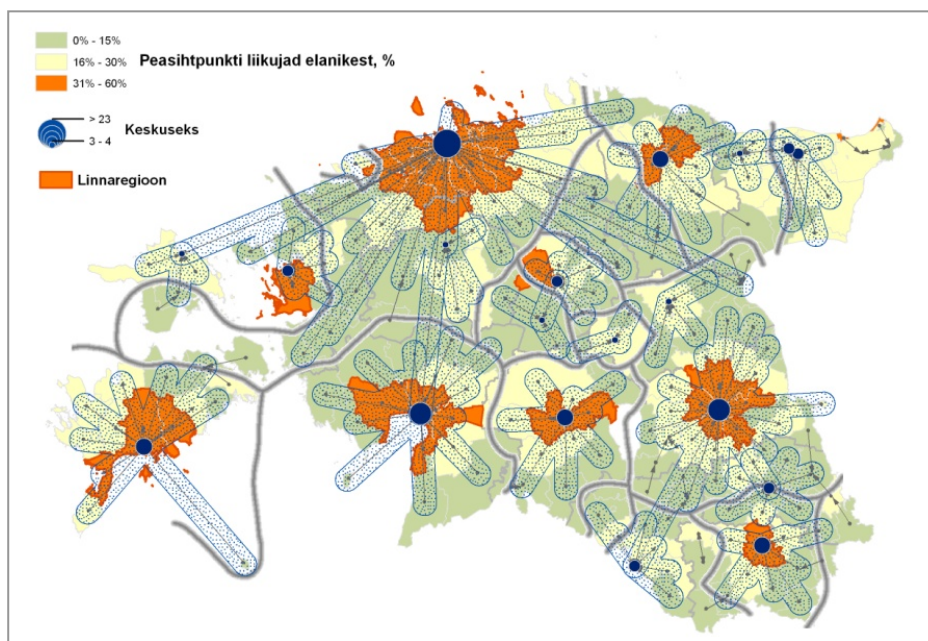 0% - 15%
16% - 30%
31% - 60%
Peasihtpunkti liikujad elanikest, %
> 23
3 - 4
Keskuseks
Linnaregioon